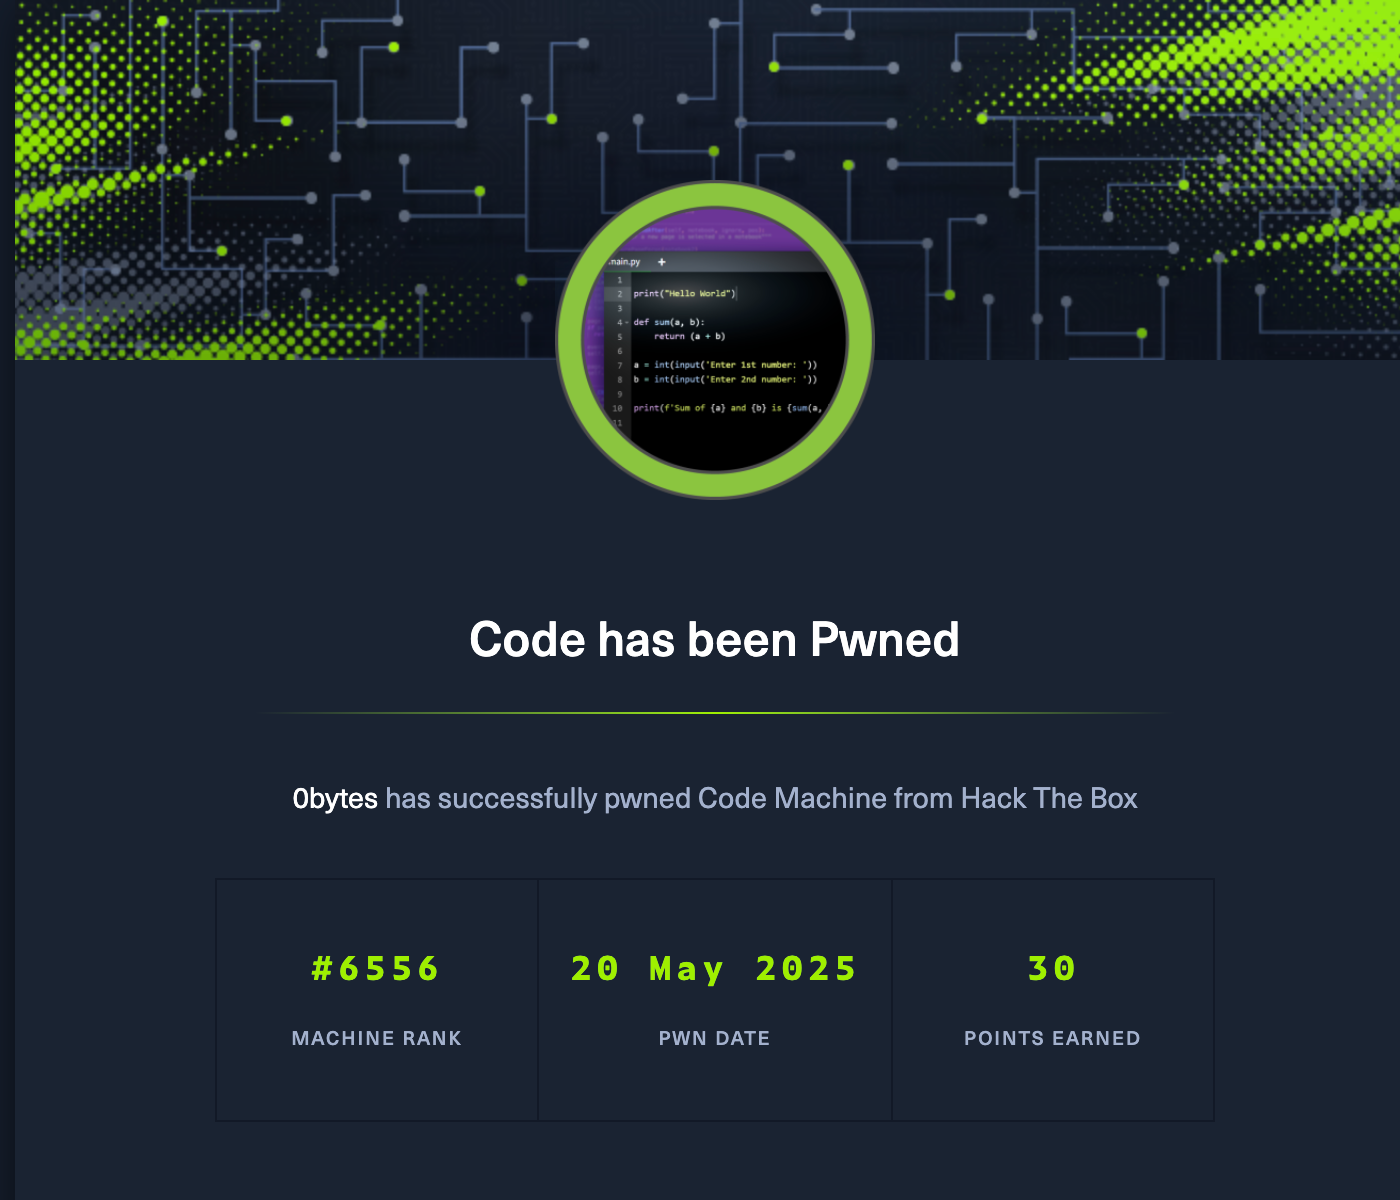 main.py +
1
2 print("Hello World")
3
4 def sum(a, b):
5 return (a + b)
6
7 a = int(input('Enter 1st number: '))
8 b = int(input('Enter 2nd number: '))
9
10 print(f'Sum of {a} and {b} is {sum(a,
11
Code has been Pwned
0bytes has successfully pwned Code Machine from Hack The Box
#6556 20 May 2025 30
MACHINE RANK PWN DATE POINTS EARNED